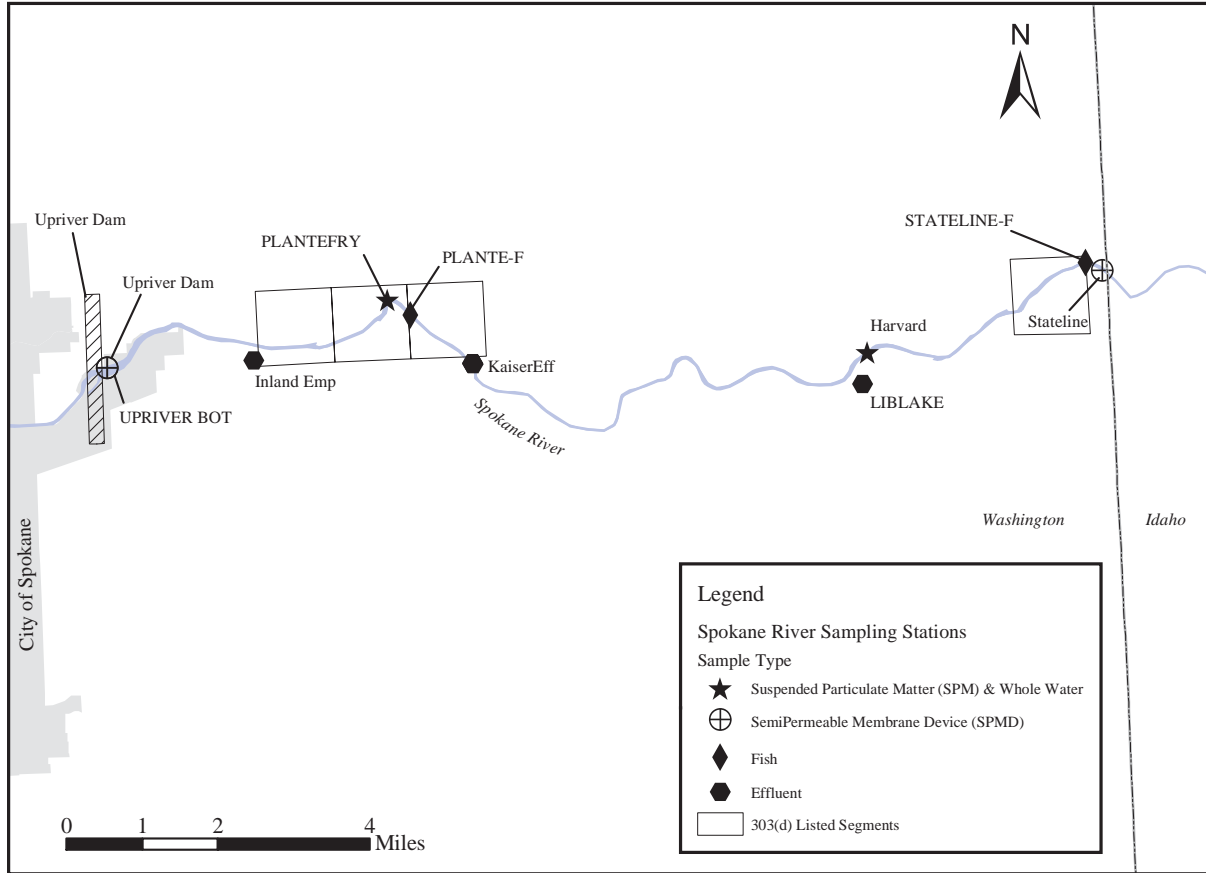 N
STATELINE-F
Upriver Dam
PLANTEFRY
PLANTE-F
Upriver Dam
Harvard
Stateline
Inland Emp
KaiserEff
LIBLAKE
UPRIVER BOT
Spokane River
Washington
Idaho
City of Spokane
Legend
Spokane River Sampling Stations
Sample Type
Suspended Particulate Matter (SPM) & Whole Water
SemiPermeable Membrane Device (SPMD)
Fish
Effluent
303(d) Listed Segments
0 1 2 4
Miles